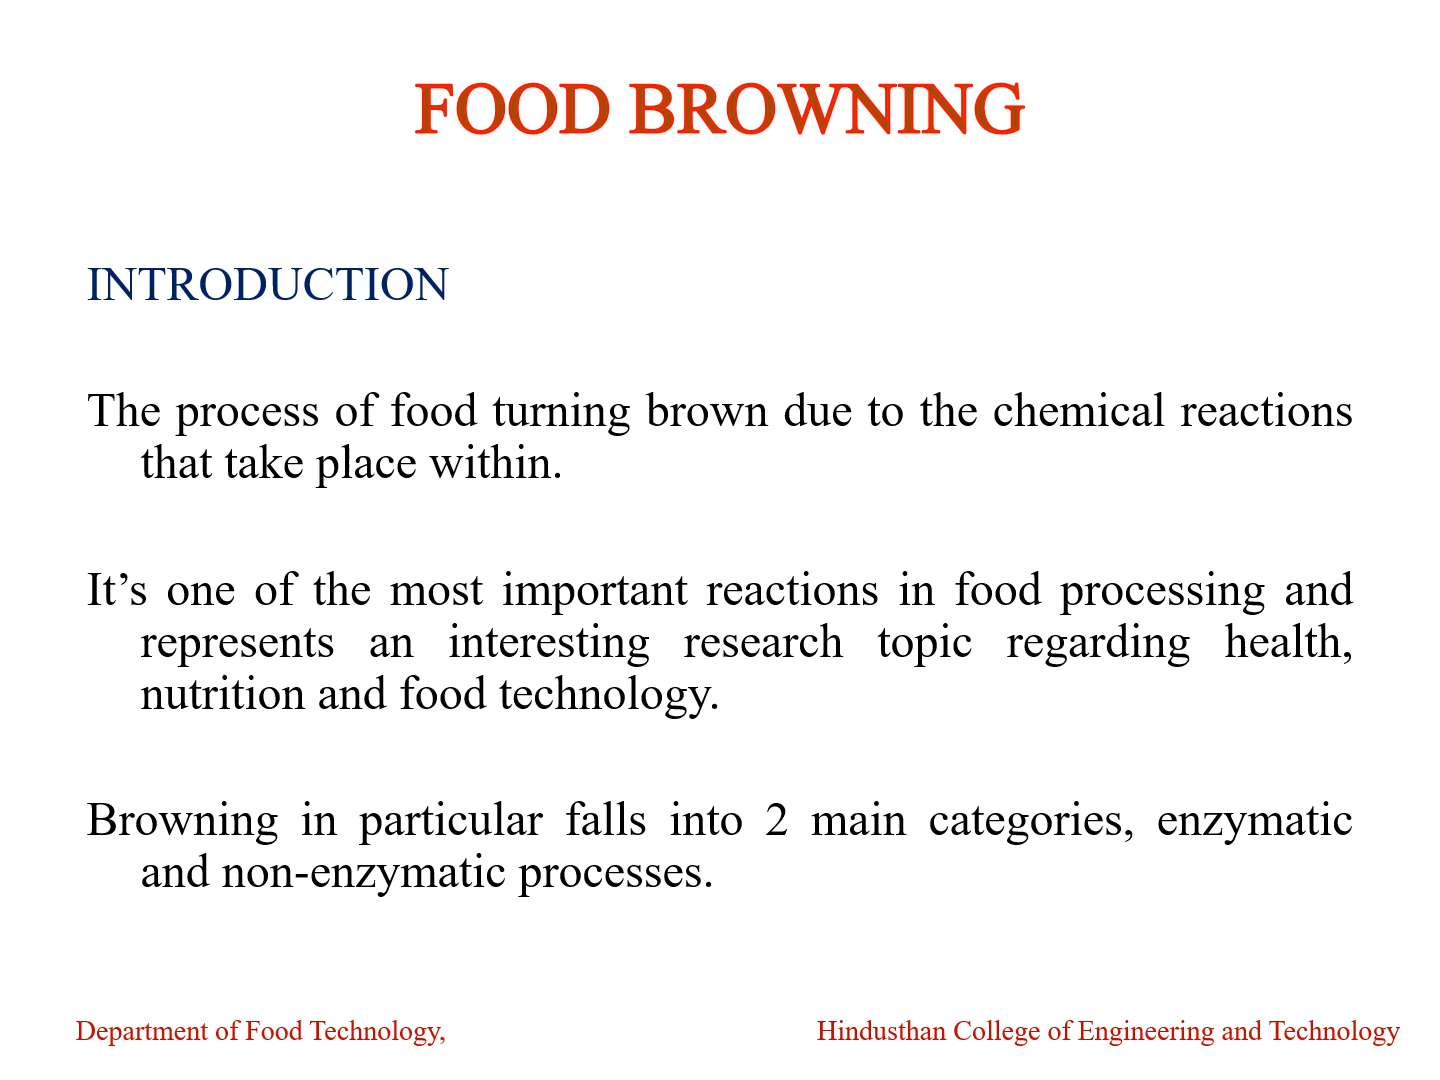 FOOD BROWNING
INTRODUCTION
The process of food turning brown due to the chemical reactions
that take place within.
It’s one of the most important reactions in food processing and
represents an interesting research topic regarding health,
nutrition and food technology.
Browning in particular falls into 2 main categories, enzymatic
and non-enzymatic processes.
Department of Food Technology, Hindusthan College of Engineering and Technology